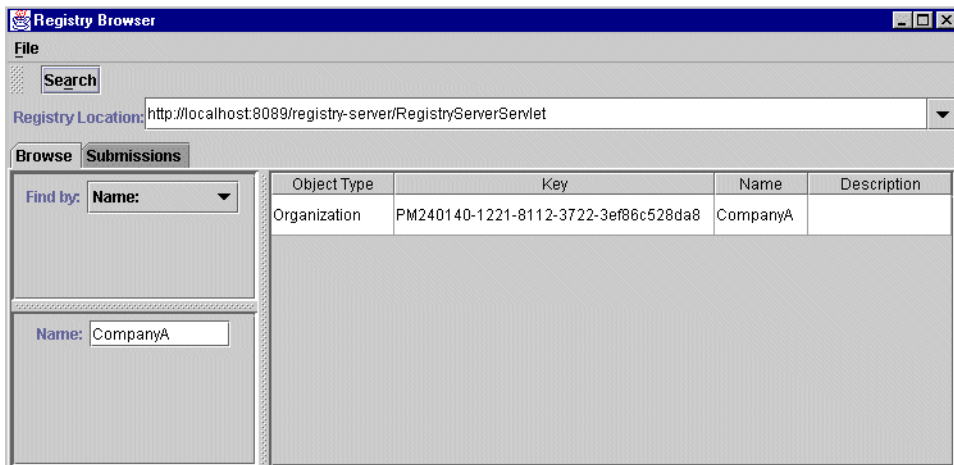 Registry Browser
File
Search
Registry Location: http://localhost:8089/registry-server/RegistryServerServlet
Browse Submissions
Find by: Name:
Object Type Key Name Description
Organization PM240140-1221-8112-3722-3ef86c528da8 CompanyA
Name: CompanyA